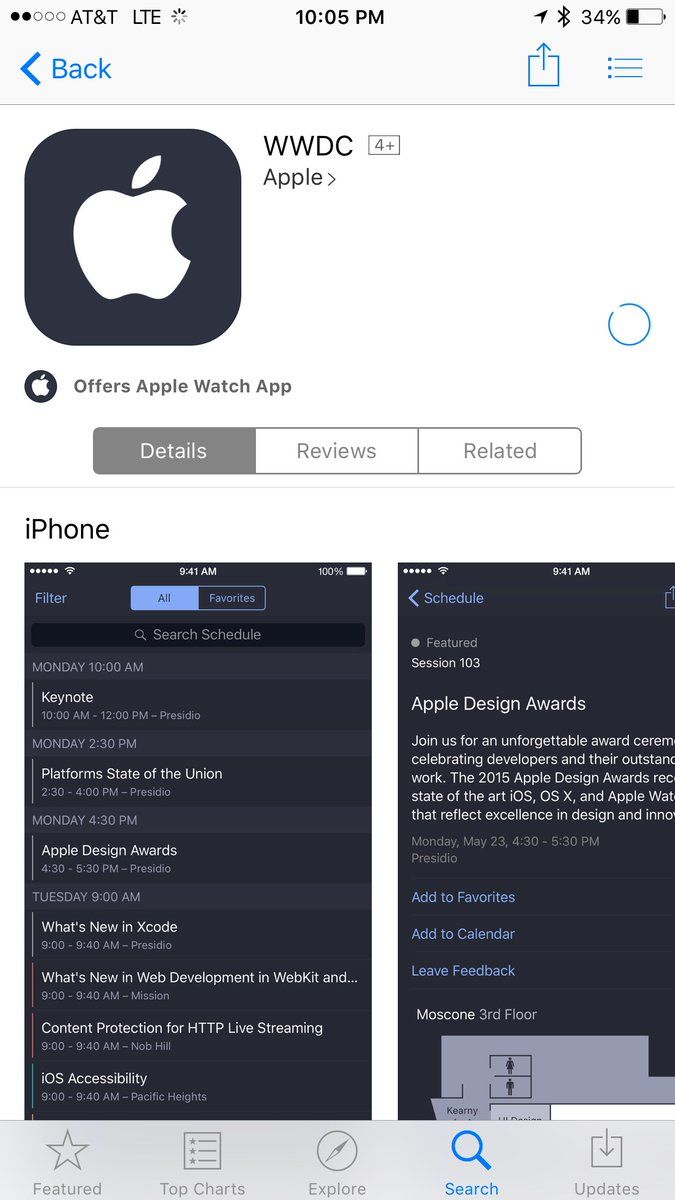 AT&T LTE 10:05 PM 34%
Back
WWDC 4+
Apple >
Offers Apple Watch App
Details Reviews Related
iPhone
9:41 AM 100%
Filter All Favorites
Search Schedule
MONDAY 10:00 AM
Keynote
10:00 AM - 12:00 PM – Presidio
MONDAY 2:30 PM
Platforms State of the Union
2:30 - 4:00 PM – Presidio
MONDAY 4:30 PM
Apple Design Awards
4:30 - 5:30 PM – Presidio
TUESDAY 9:00 AM
What's New in Xcode
9:00 - 9:40 AM – Presidio
What's New in Web Development in WebKit and...
9:00 - 9:40 AM – Mission
Content Protection for HTTP Live Streaming
9:00 - 9:40 AM – Nob Hill
iOS Accessibility
9:00 - 9:40 AM – Pacific Heights
9:41 AM
Schedule
Featured
Session 103
Apple Design Awards
Join us for an unforgettable award cerem
celebrating developers and their outstand
work. The 2015 Apple Design Awards rec
state of the art iOS, OS X, and Apple Wat
that reflect excellence in design and innov
Monday, May 23, 4:30 - 5:30 PM
Presidio
Add to Favorites
Add to Calendar
Leave Feedback
Moscone 3rd Floor
Kearny
UI Design
Featured Top Charts Explore Search Updates